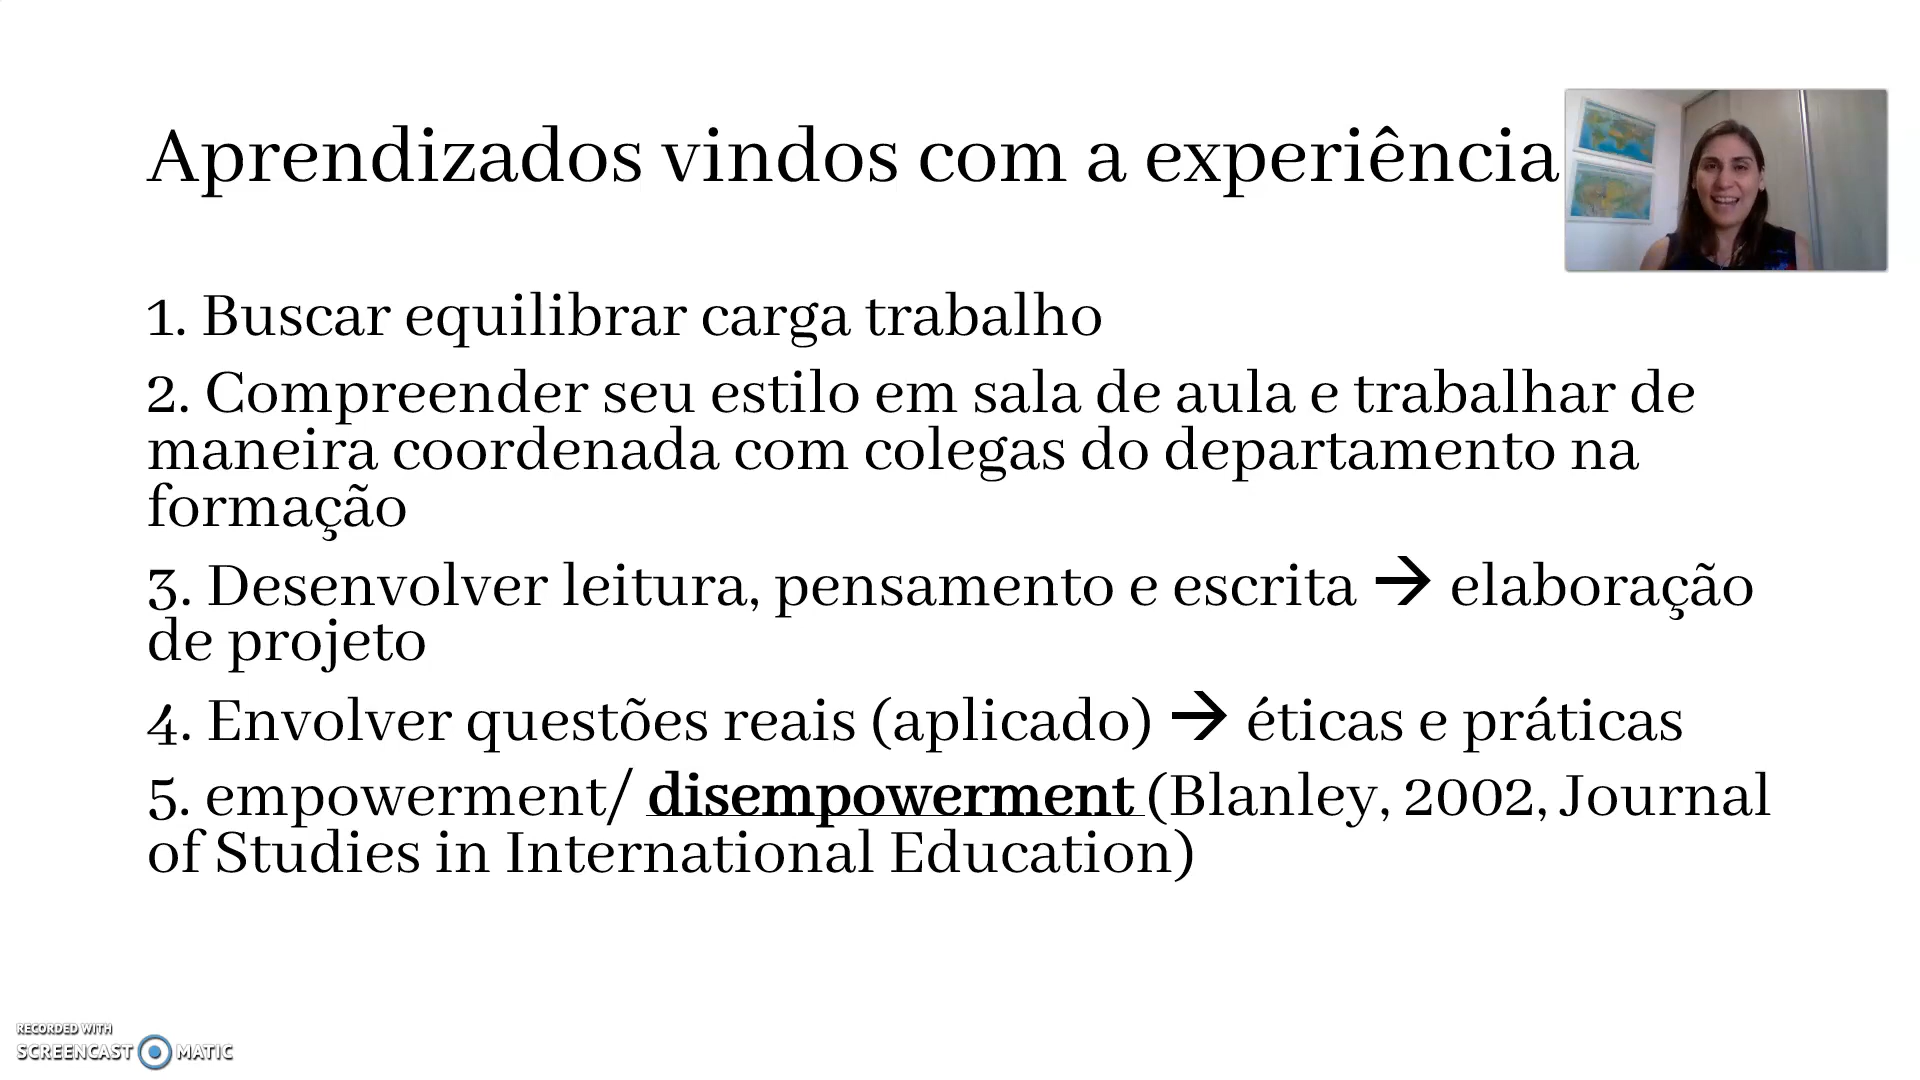 Aprendizados vindos com a experiência
1. Buscar equilibrar carga trabalho
2. Compreender seu estilo em sala de aula e trabalhar de
maneira coordenada com colegas do departamento na
formação
3. Desenvolver leitura, pensamento e escrita → elaboração
de projeto
4. Envolver questões reais (aplicado) → éticas e práticas
5. empowerment/ disempowerment (Blanley, 2002, Journal
of Studies in International Education)
RECORDED WITH
SCREENCAST MATIC